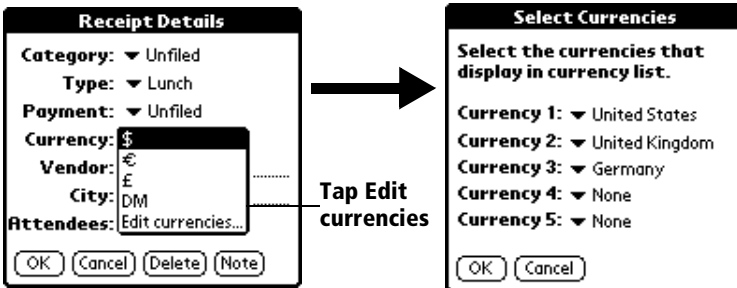 Receipt Details
Category: Unfiled
Type: Lunch
Payment: Unfiled
Currency: $
€
Vendor:
£
City:
DM
Attendees: Edit currencies...
OK Cancel Delete Note
Tap Edit
currencies
Select Currencies
Select the currencies that
display in currency list.
Currency 1: United States
Currency 2: United Kingdom
Currency 3: Germany
Currency 4: None
Currency 5: None
OK Cancel